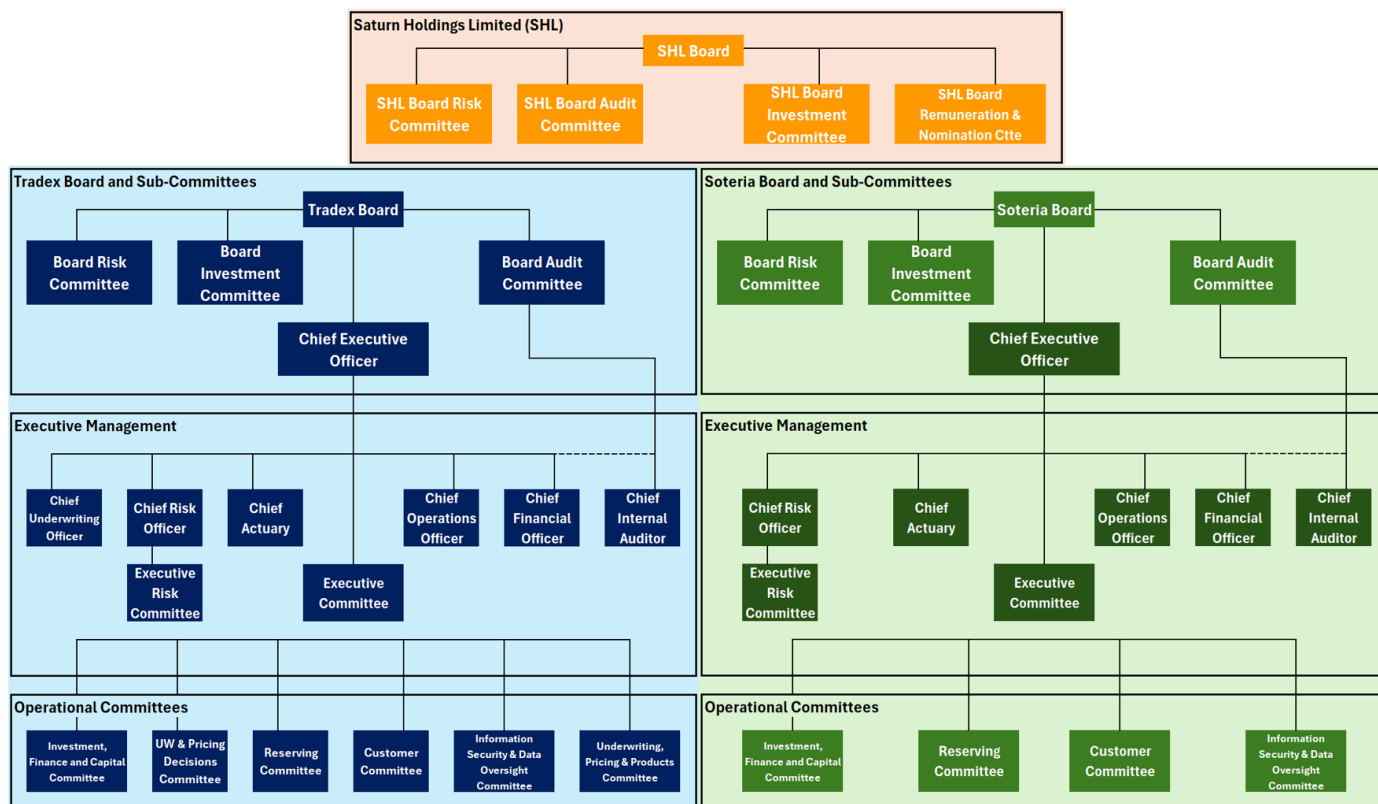 Saturn Holdings Limited (SHL)
SHL Board
SHL Board Risk
Committee
SHL Board Audit
Committee
SHL Board
Investment
Committee
SHL Board
Remuneration &
Nomination Ctte
Tradex Board and Sub-Committees
Tradex Board
Board Risk
Committee
Board
Investment
Committee
Board Audit
Committee
Chief Executive
Officer
Executive Management
Chief
Underwriting
Officer
Chief Risk
Officer
Chief
Actuary
Chief
Operations
Officer
Chief
Financial
Officer
Chief
Internal
Auditor
Executive
Risk
Committee
Executive
Committee
Operational Committees
Investment,
Finance and Capital
Committee
UW & Pricing
Decisions
Committee
Reserving
Committee
Customer
Committee
Information
Security & Data
Oversight
Committee
Underwriting,
Pricing & Products
Committee
Soteria Board and Sub-Committees
Soteria Board
Board Risk
Committee
Board
Investment
Committee
Board Audit
Committee
Chief Executive
Officer
Executive Management
Chief Risk
Officer
Chief
Actuary
Chief
Operations
Officer
Chief
Financial
Officer
Chief
Internal
Auditor
Executive
Risk
Committee
Executive
Committee
Operational Committees
Investment,
Finance and Capital
Committee
Reserving
Committee
Customer
Committee
Information
Security & Data
Oversight
Committee